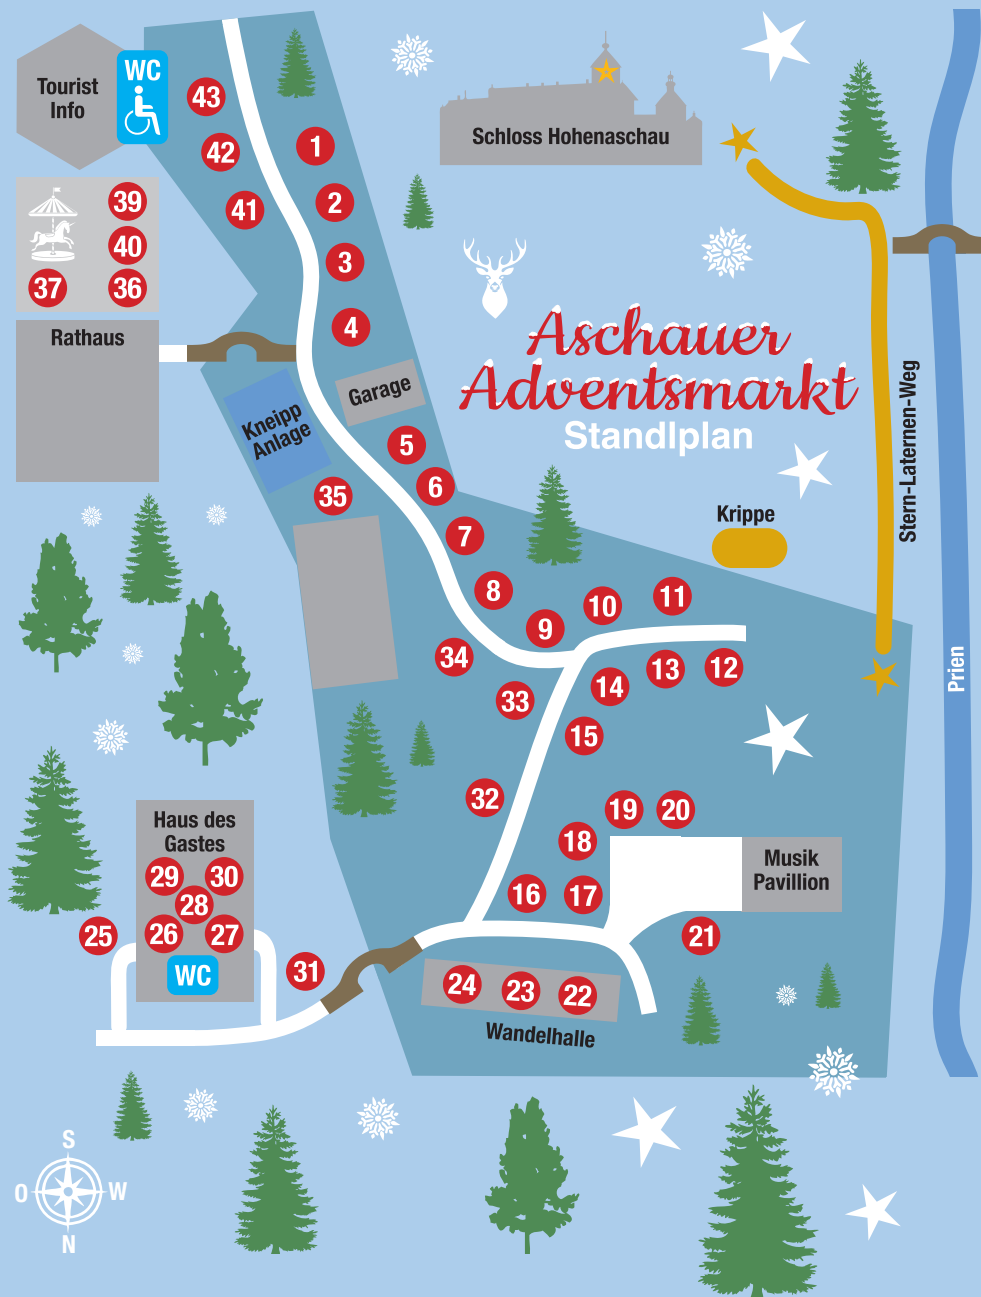 Tourist
Info
WC
43
42
41
1
2
3
4
39
40
37
36
Rathaus
Schloss Hohenaschau
Aschauer
Adventsmarkt
Standlplan
Garage
Kneipp
Anlage
35
5
6
7
8
9
10
11
12
13
14
15
34
33
32
Krippe
Stern-Laternen-Weg
Prien
19
20
18
16
17
Musik
Pavillion
21
Haus des
Gastes
29
30
28
26
27
WC
25
31
24
23
22
Wandelhalle
S
O
W
N